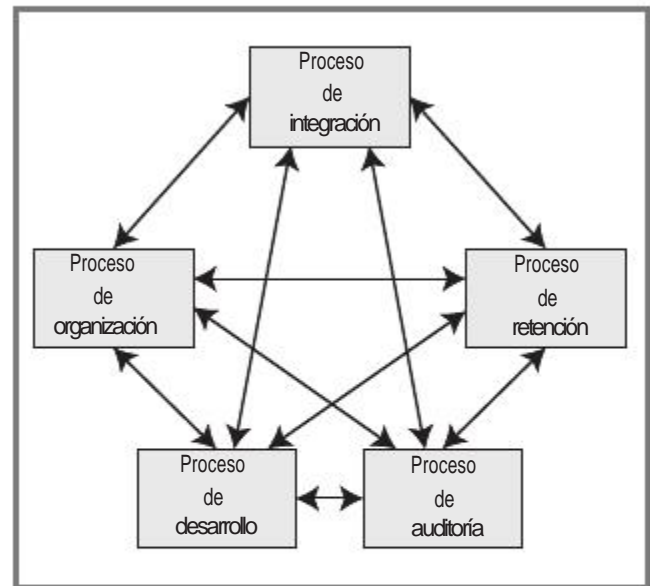 Proceso
de
integración
Proceso
de
organización
Proceso
de
retención
Proceso
de
desarrollo
Proceso
de
auditoría